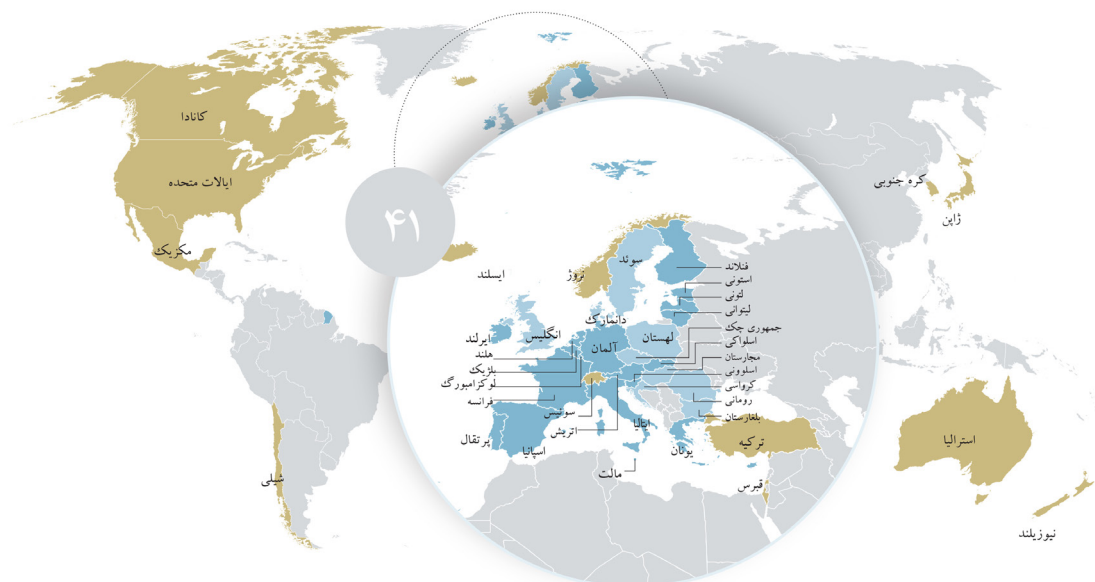 کانادا
ایالات متحده
مکزیک
شیلی
۴۱
ایسلند
نروژ
سوئد
فنلاند
استونی
لتونی
لیتوانی
دانمارک
جمهوری چک
اسلواکی
مجارستان
اسلوونی
کرواسی
رومانی
بلغارستان
ایرلند
انگلیس
لهستان
آلمان
هلند
بلژیک
لوکزامبورگ
فرانسه
سوئیس
اتریش
ایتالیا
پرتقال
اسپانیا
مالت
یونان
ترکیه
قبرس
کره جنوبی
ژاپن
استرالیا
نیوزیلند